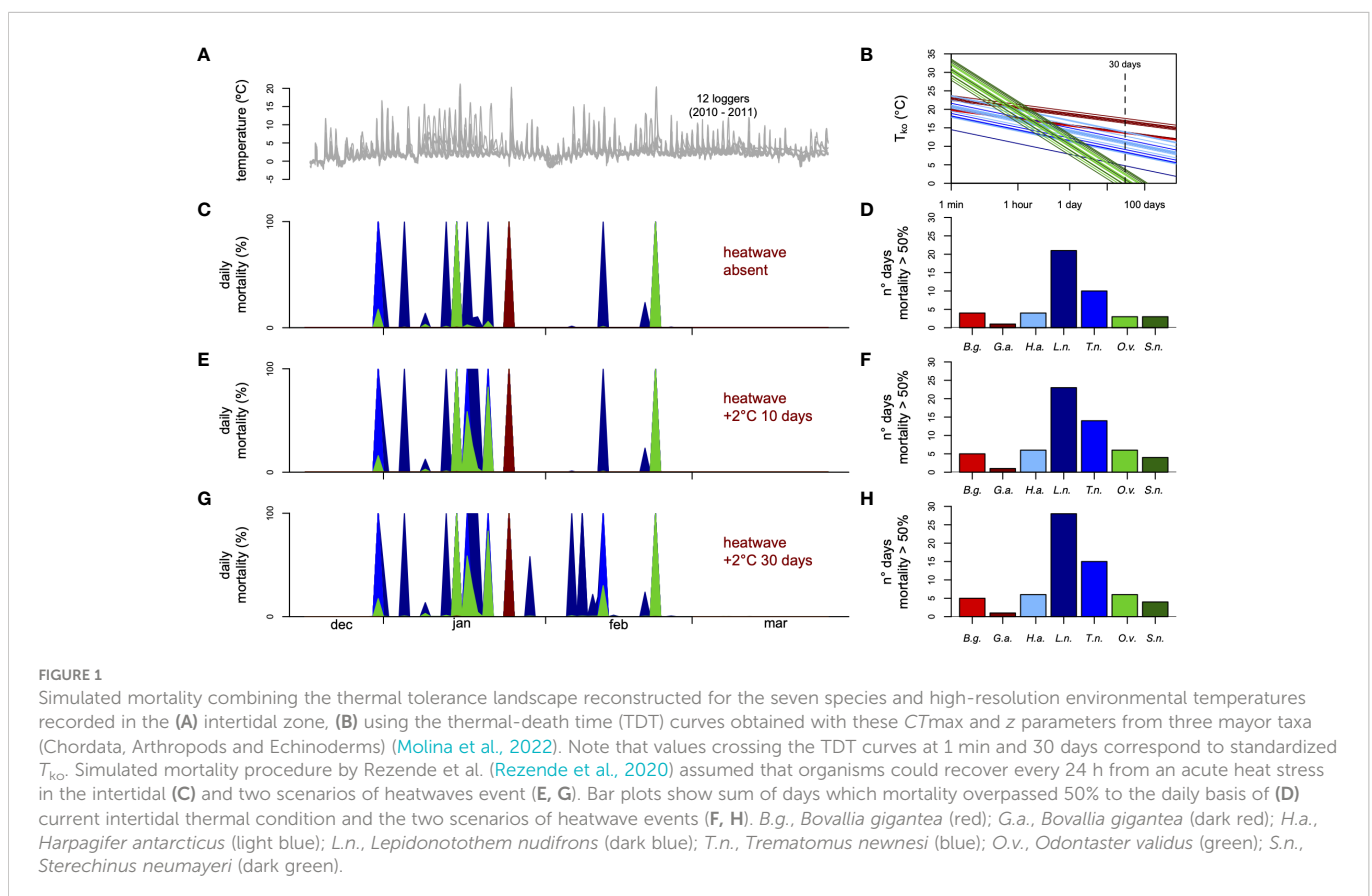 A
temperature (ºC)
20
15
10
5
0
-5
12 loggers
(2010 - 2011)
B
Tko (°C)
35
30
25
20
15
10
5
0
30 days
1 min
1 hour
1 day
100 days
C
daily
mortality (%)
100
0
heatwave
absent
D
n° days
mortality > 50%
30
25
20
15
10
5
0
B.g.
G.a.
H.a.
L.n.
T.n.
O.v.
S.n.
E
daily
mortality (%)
100
0
heatwave
+2°C 10 days
F
n° days
mortality > 50%
30
25
20
15
10
5
0
B.g.
G.a.
H.a.
L.n.
T.n.
O.v.
S.n.
G
daily
mortality (%)
100
0
heatwave
+2°C 30 days
dec
jan
feb
mar
H
n° days
mortality > 50%
30
25
20
15
10
5
0
B.g.
G.a.
H.a.
L.n.
T.n.
O.v.
S.n.
FIGURE 1
Simulated mortality combining the thermal tolerance landscape reconstructed for the seven species and high-resolution environmental temperatures
recorded in the (A) intertidal zone, (B) using the thermal-death time (TDT) curves obtained with these CTmax and z parameters from three mayor taxa
(Chordata, Arthropods and Echinoderms) (Molina et al., 2022). Note that values crossing the TDT curves at 1 min and 30 days correspond to standardized
Tko. Simulated mortality procedure by Rezende et al. (Rezende et al., 2020) assumed that organisms could recover every 24 h from an acute heat stress
in the intertidal (C) and two scenarios of heatwaves event (E, G). Bar plots show sum of days which mortality overpassed 50% to the daily basis of (D)
current intertidal thermal condition and the two scenarios of heatwave events (F, H). B.g., Bovallia gigantea (red); G.a., Bovallia gigantea (dark red); H.a.,
Harpagifer antarcticus (light blue); L.n., Lepidonotothem nudifrons (dark blue); T.n., Trematomus newnesi (blue); O.v., Odontaster validus (green); S.n.,
Sterechinus neumayeri (dark green).